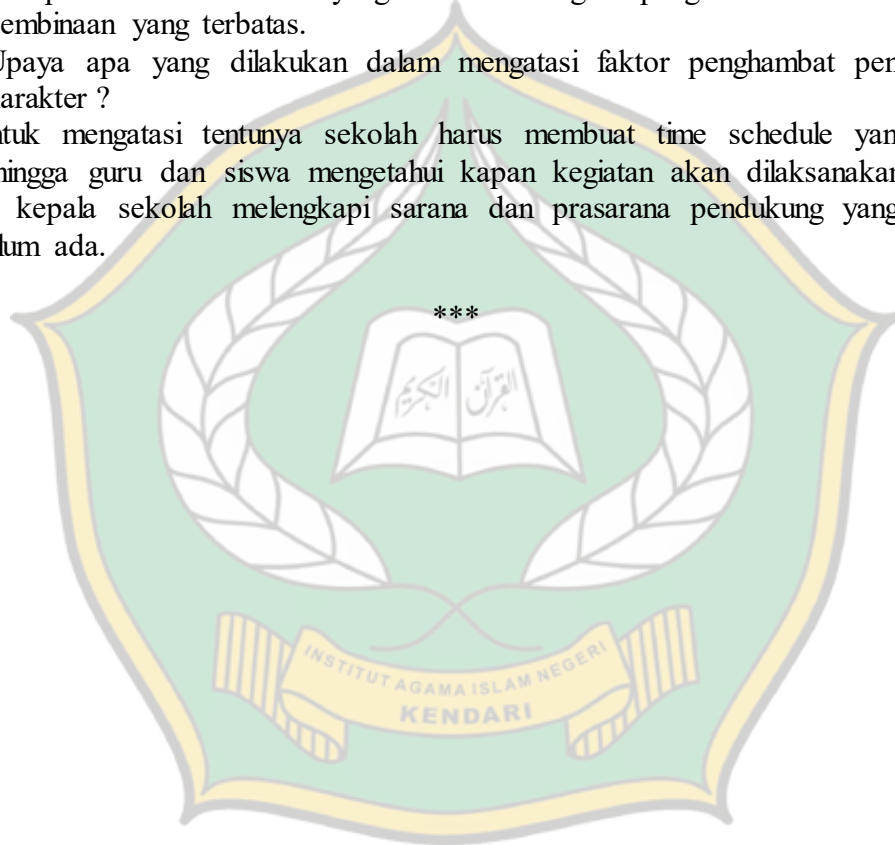 embinaan yang terbatas.
Upaya apa yang dilakukan dalam mengatasi faktor penghambat pen
arakter ?
ntuk mengatasi tentunya sekolah harus membuat time schedule yan
hingga guru dan siswa mengetahui kapan kegiatan akan dilaksanakan
kepala sekolah melengkapi sarana dan prasarana pendukung yang
lum ada.
***
القرآن الكريم
INSTITUT AGAMA ISLAM NEGERI
KENDARI